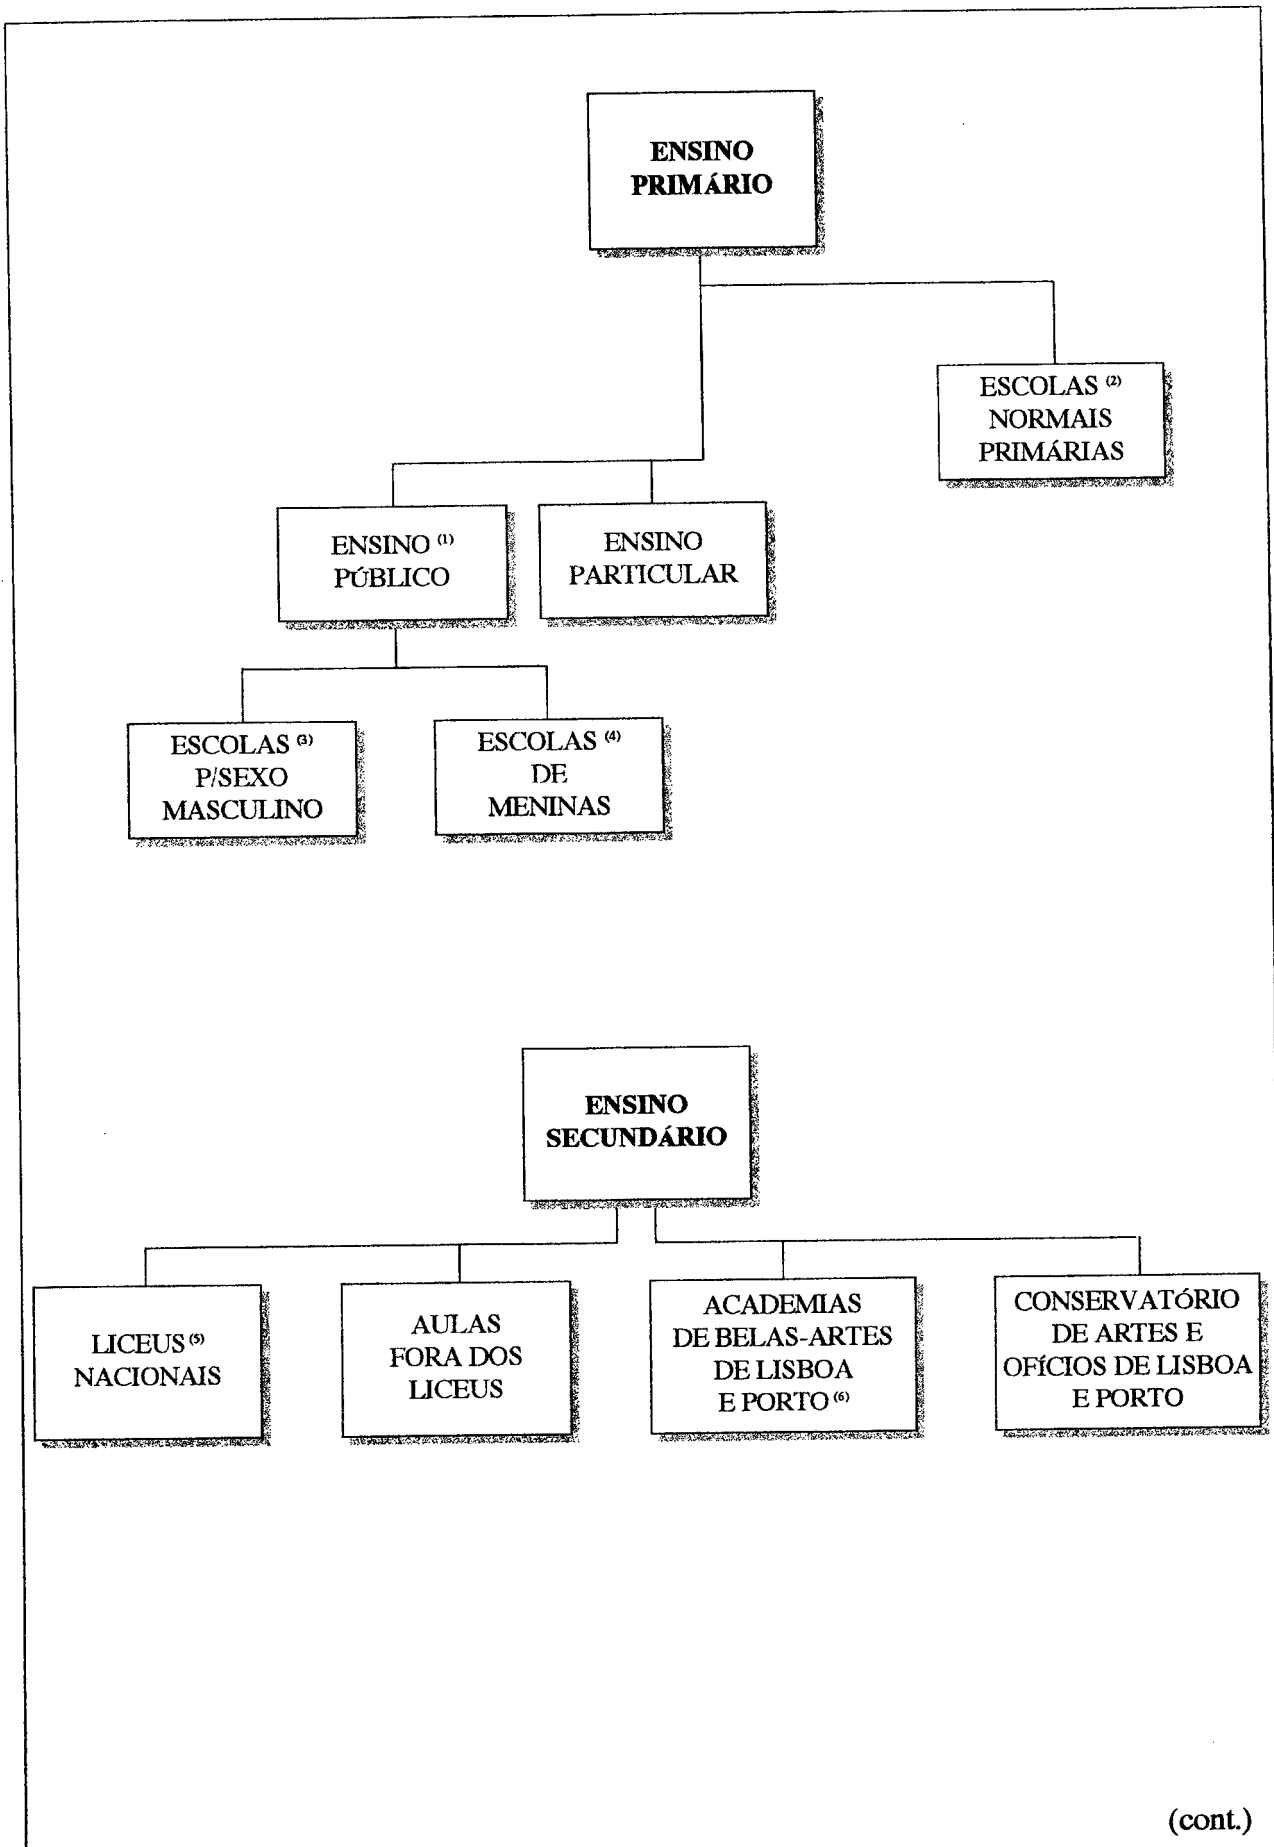 ENSINO
PRIMÁRIO
ESCOLAS (2)
NORMAIS
PRIMÁRIAS
ENSINO (1)
PÚBLICO
ENSINO
PARTICULAR
ESCOLAS (3)
P/SEXO
MASCULINO
ESCOLAS (4)
DE
MENINAS
ENSINO
SECUNDÁRIO
LICEUS (5)
NACIONAIS
AULAS
FORA DOS
LICEUS
ACADEMIAS
DE BELAS-ARTES
DE LISBOA
E PORTO (6)
CONSERVATÓRIO
DE ARTES E
OFÍCIOS DE LISBOA
E PORTO
(cont.)